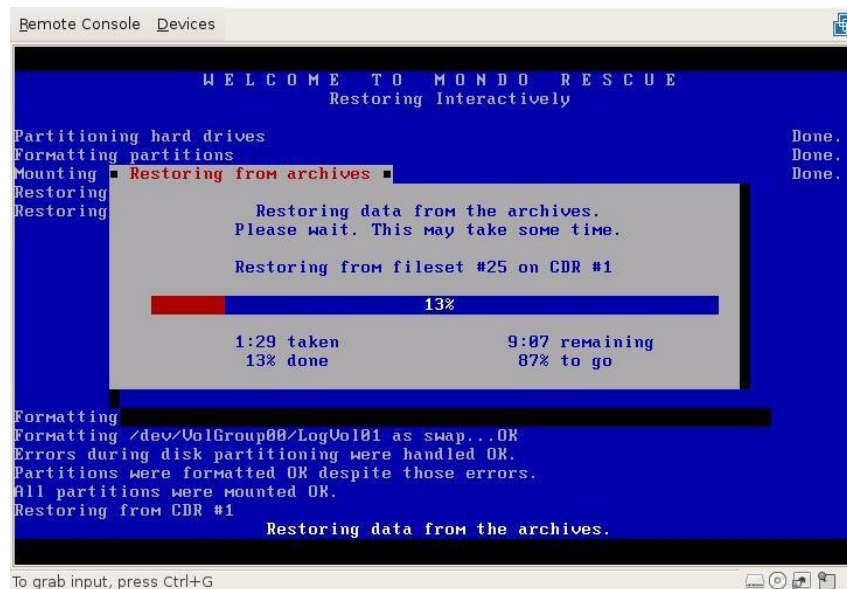 Remote Console Devices
WELCOME TO MONDO RESCUE
Restoring Interactively
Partitioning hard drives Done.
Formatting partitions Done.
Mounting Done.
Restoring from archives
Restoring
Restoring
Restoring data from the archives.
Please wait. This may take some time.
Restoring from fileset #25 on CDR #1
13%
1:29 taken 9:07 remaining
13% done 87% to go
Formatting
Formatting /dev/VolGroup00/LogVol01 as swap...OK
Errors during disk partitioning were handled OK.
Partitions were formatted OK despite those errors.
All partitions were mounted OK.
Restoring from CDR #1
Restoring data from the archives.
To grab input, press Ctrl+G